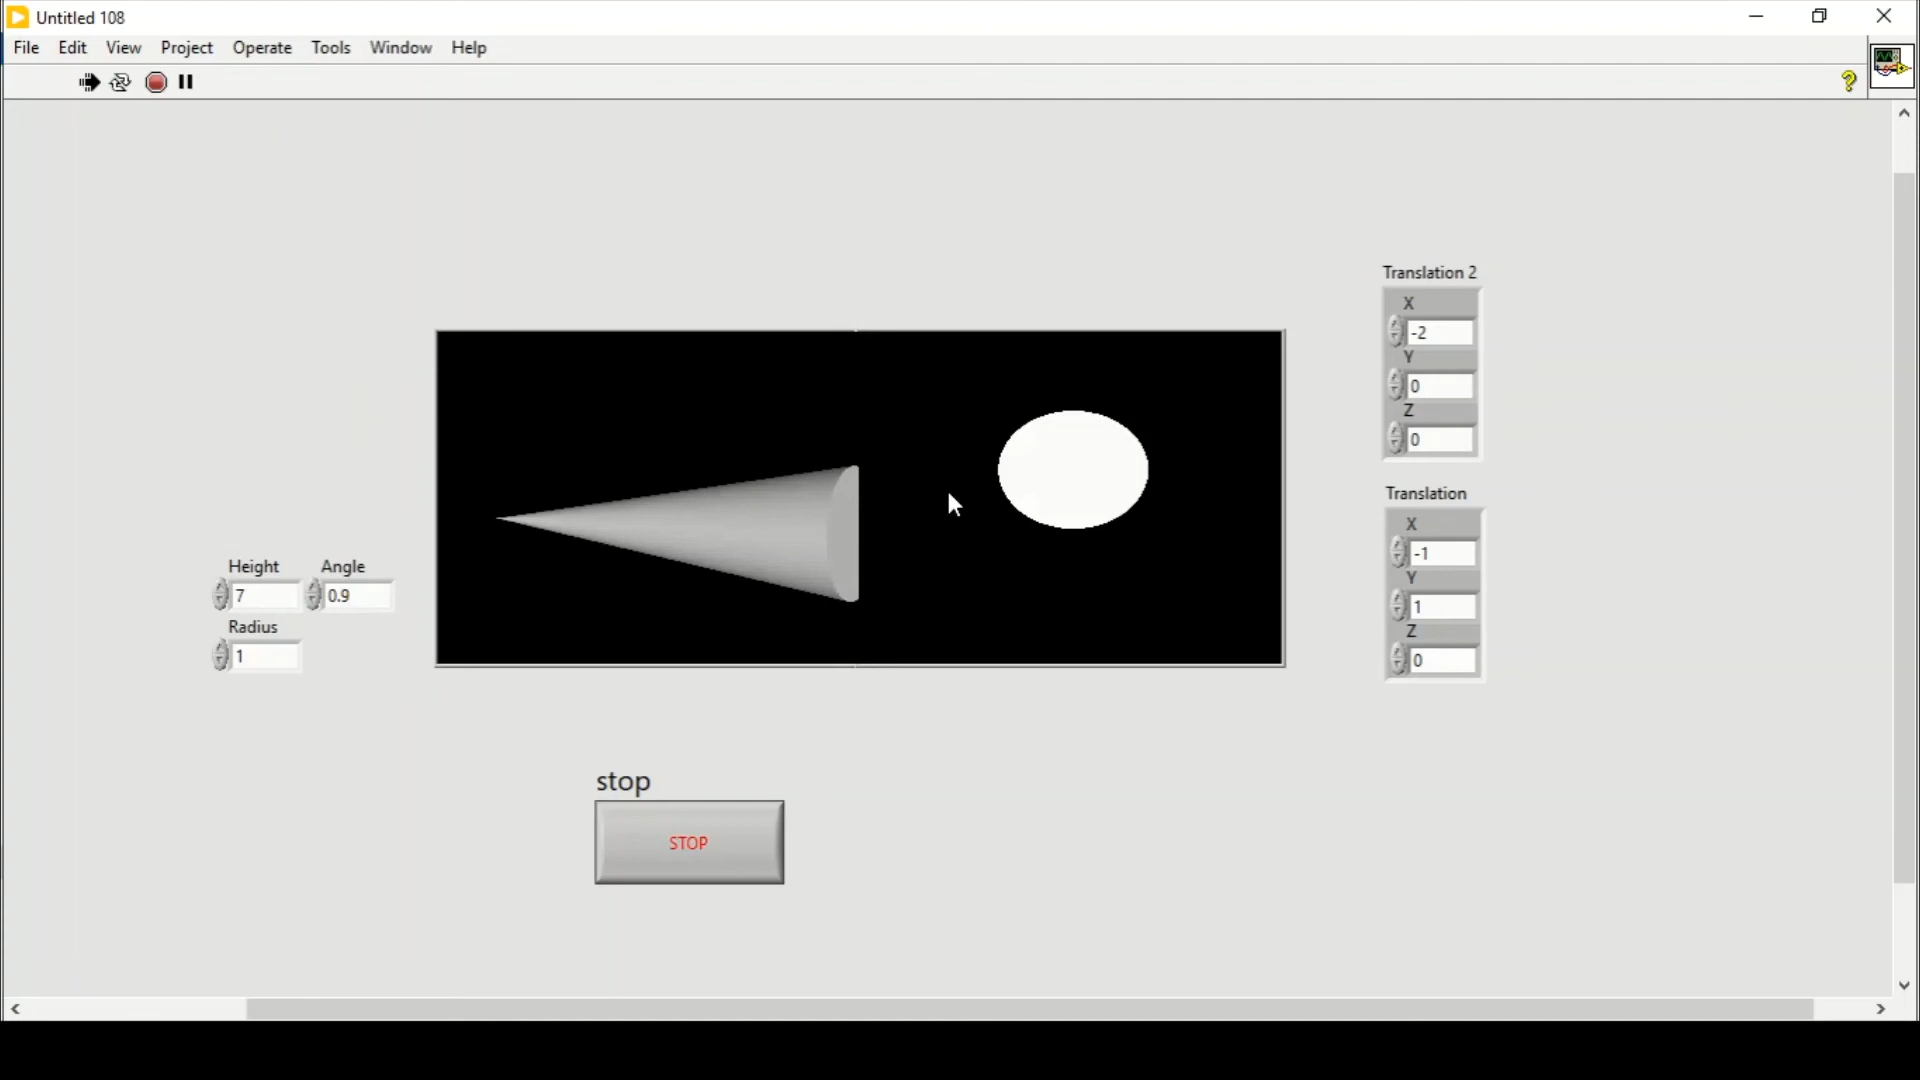 Untitled 108
File Edit View Project Operate Tools Window Help
Translation 2
X
-2
Y
0
Z
0
Translation
X
-1
Y
1
Z
0
Height Angle
7 0.9
Radius
1
stop
STOP